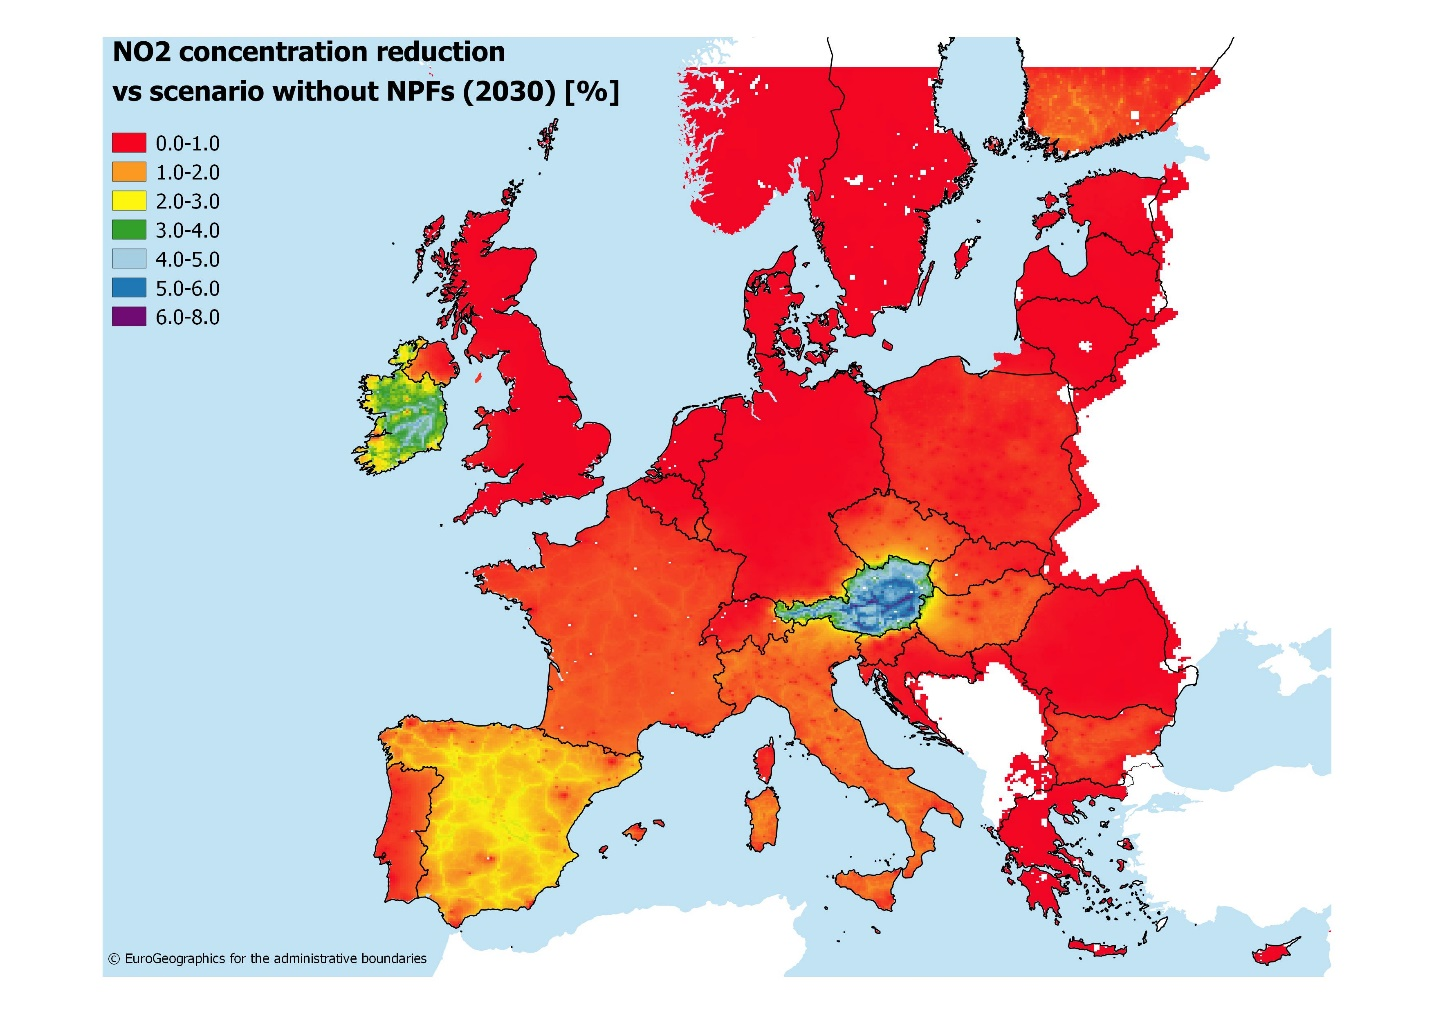 NO2 concentration reduction
vs scenario without NPFs (2030) [%]
0.0-1.0
1.0-2.0
2.0-3.0
3.0-4.0
4.0-5.0
5.0-6.0
6.0-8.0
© EuroGeographics for the administrative boundaries